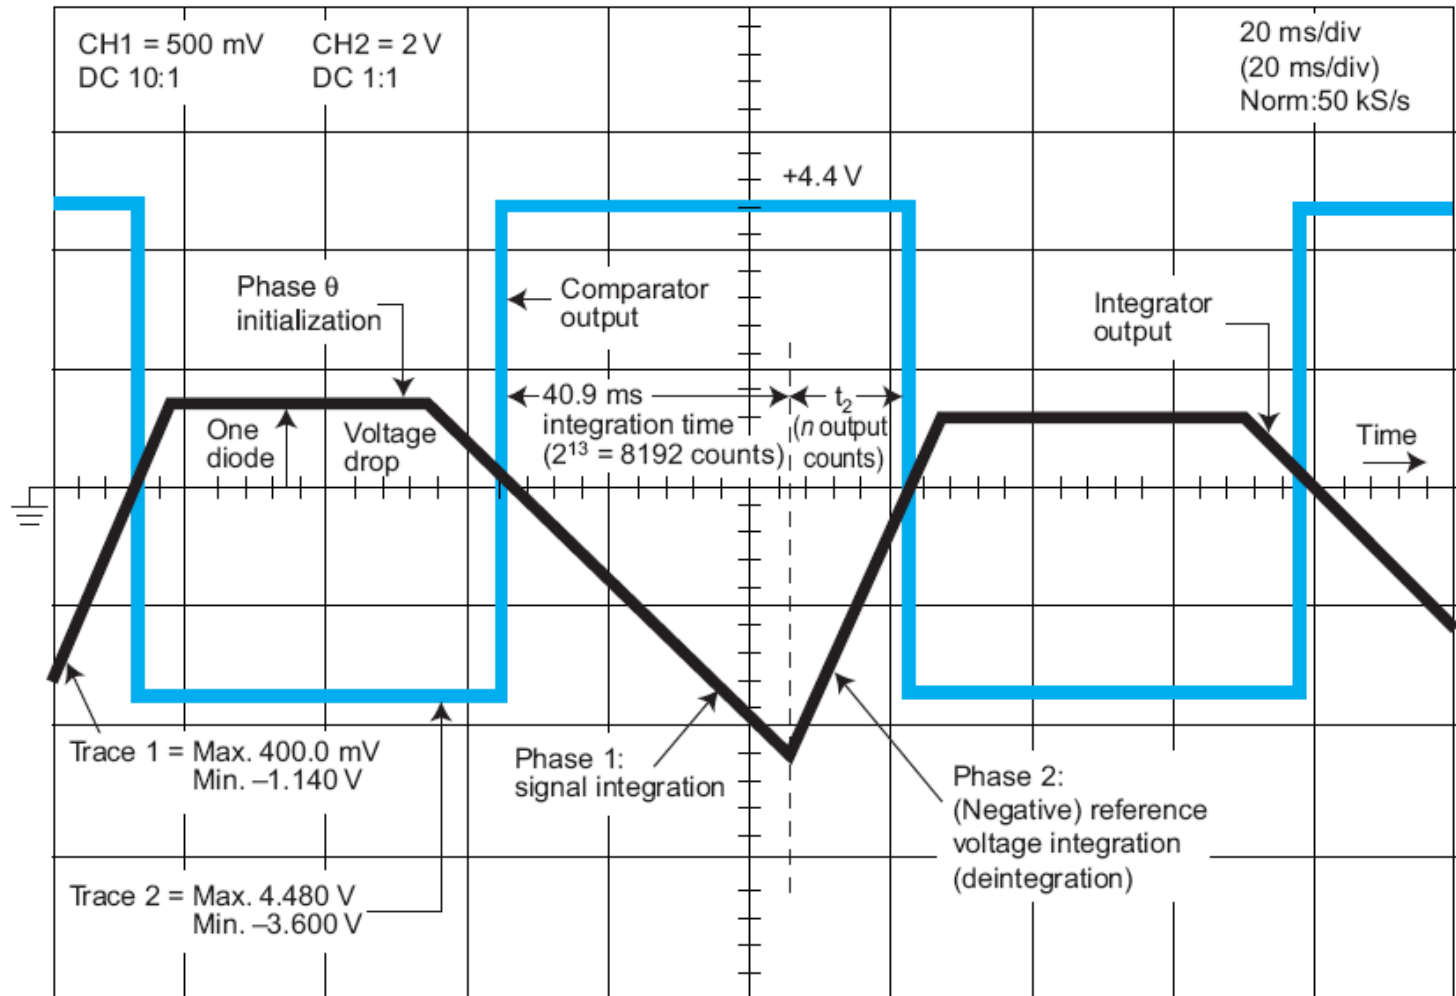 CH1 = 500 mV
DC 10:1
CH2 = 2 V
DC 1:1
20 ms/div
(20 ms/div)
Norm:50 kS/s
+4.4 V
Phase θ
initialization
Comparator
output
Integrator
output
One
diode
Voltage
drop
40.9 ms
integration time
(2¹³ = 8192 counts)
t₂
(n output
counts)
Time
Trace 1 = Max. 400.0 mV
Min. –1.140 V
Phase 1:
signal integration
Phase 2:
(Negative) reference
voltage integration
(deintegration)
Trace 2 = Max. 4.480 V
Min. –3.600 V